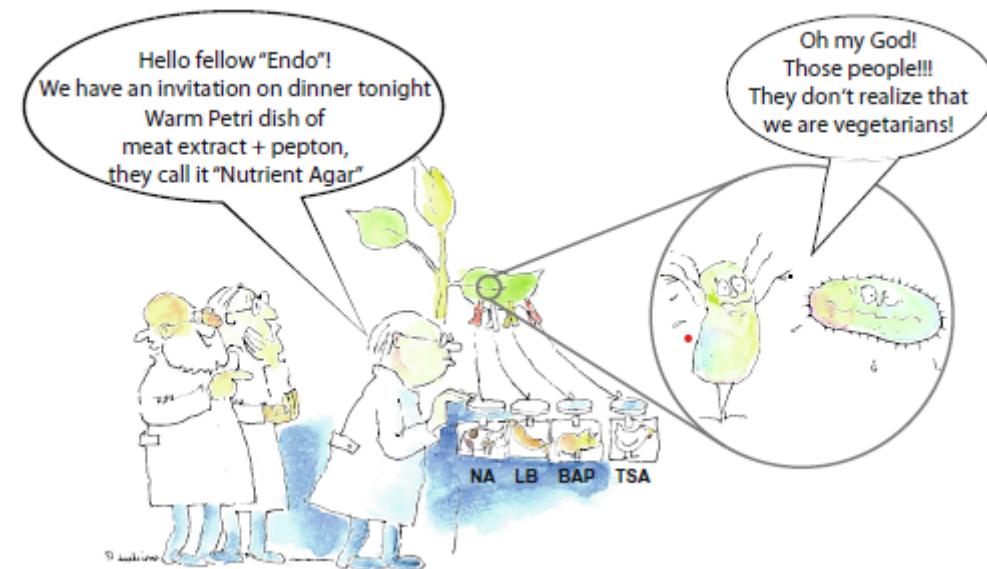 Hello fellow “Endo”!
We have an invitation on dinner tonight
Warm Petri dish of
meat extract + pepton,
they call it “Nutrient Agar”
Oh my God!
Those people!!!
They don’t realize that
we are vegetarians!
NA LB BAP TSA